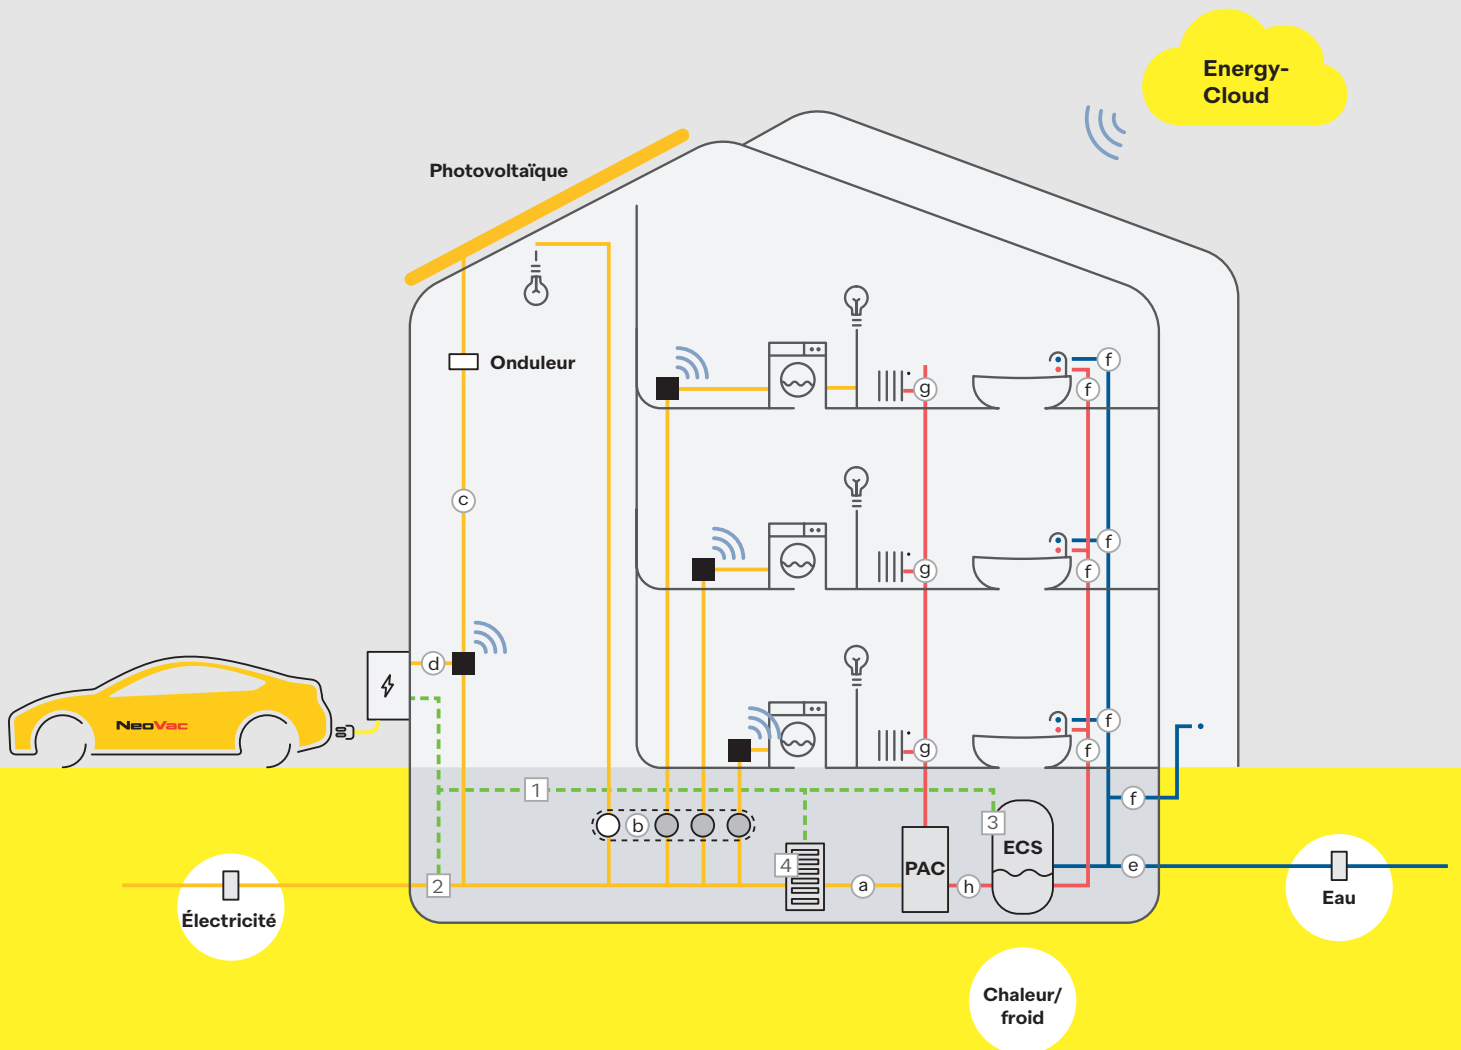 Energy-
Cloud
Photovoltaïque
Onduleur
f
g
f
c
f
g
f
d
f
g
f
NeoVac
1
f
b
3
ECS
4
PAC
e
2
a
h
Électricité
Eau
Chaleur/
froid